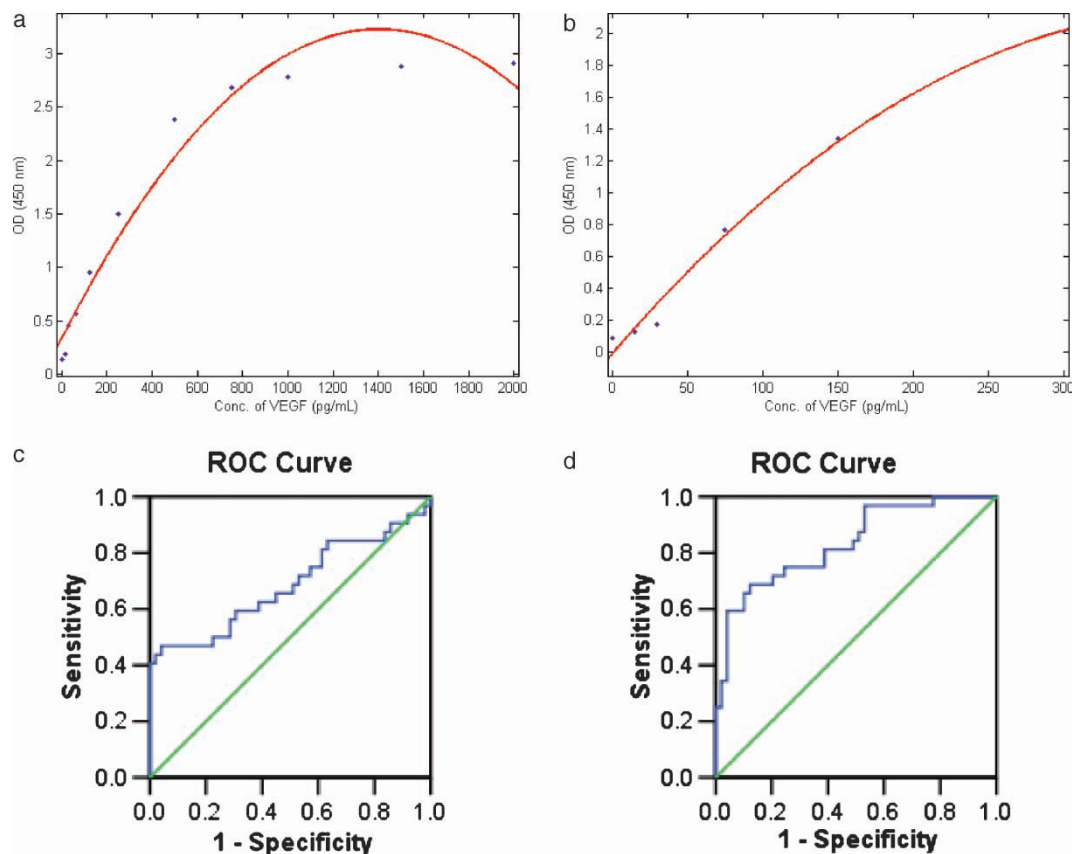 a
3
2.5
2
1.5
1
0.5
0
OD (450 nm)
0 200 400 600 800 1000 1200 1400 1600 1800 2000
Conc. of VEGF (pg/mL)
b
2
1.8
1.6
1.4
1.2
1
0.8
0.6
0.4
0.2
0
OD (450 nm)
0 50 100 150 200 250 300
Conc. of VEGF (pg/mL)
c
ROC Curve
1.0
0.8
0.6
0.4
0.2
0.0
Sensitivity
0.0 0.2 0.4 0.6 0.8 1.0
1 - Specificity
d
ROC Curve
1.0
0.8
0.6
0.4
0.2
0.0
Sensitivity
0.0 0.2 0.4 0.6 0.8 1.0
1 - Specificity